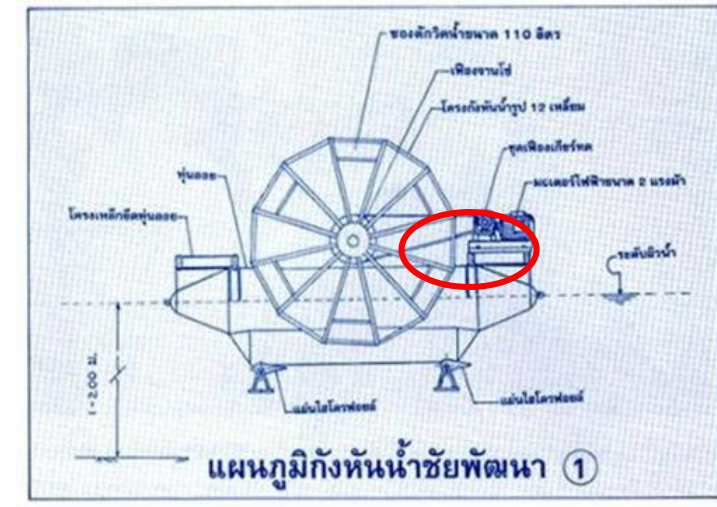 ซองตักวิดน้ำขนาด 110 ลิตร
เฟืองจานโซ่
โครงกังหันน้ำรูป 12 เหลี่ยม
ชุดเฟืองเกียร์ทด
ทุ่นลอย
มอเตอร์ไฟฟ้าขนาด 2 แรงม้า
โครงเหล็กยึดทุ่นลอย
ระดับผิวน้ำ
1-2.00 ม.
แผ่นไฮโดรฟอยล์
แผ่นไฮโดรฟอยล์
แผนภูมิกังหันน้ำชัยพัฒนา 1